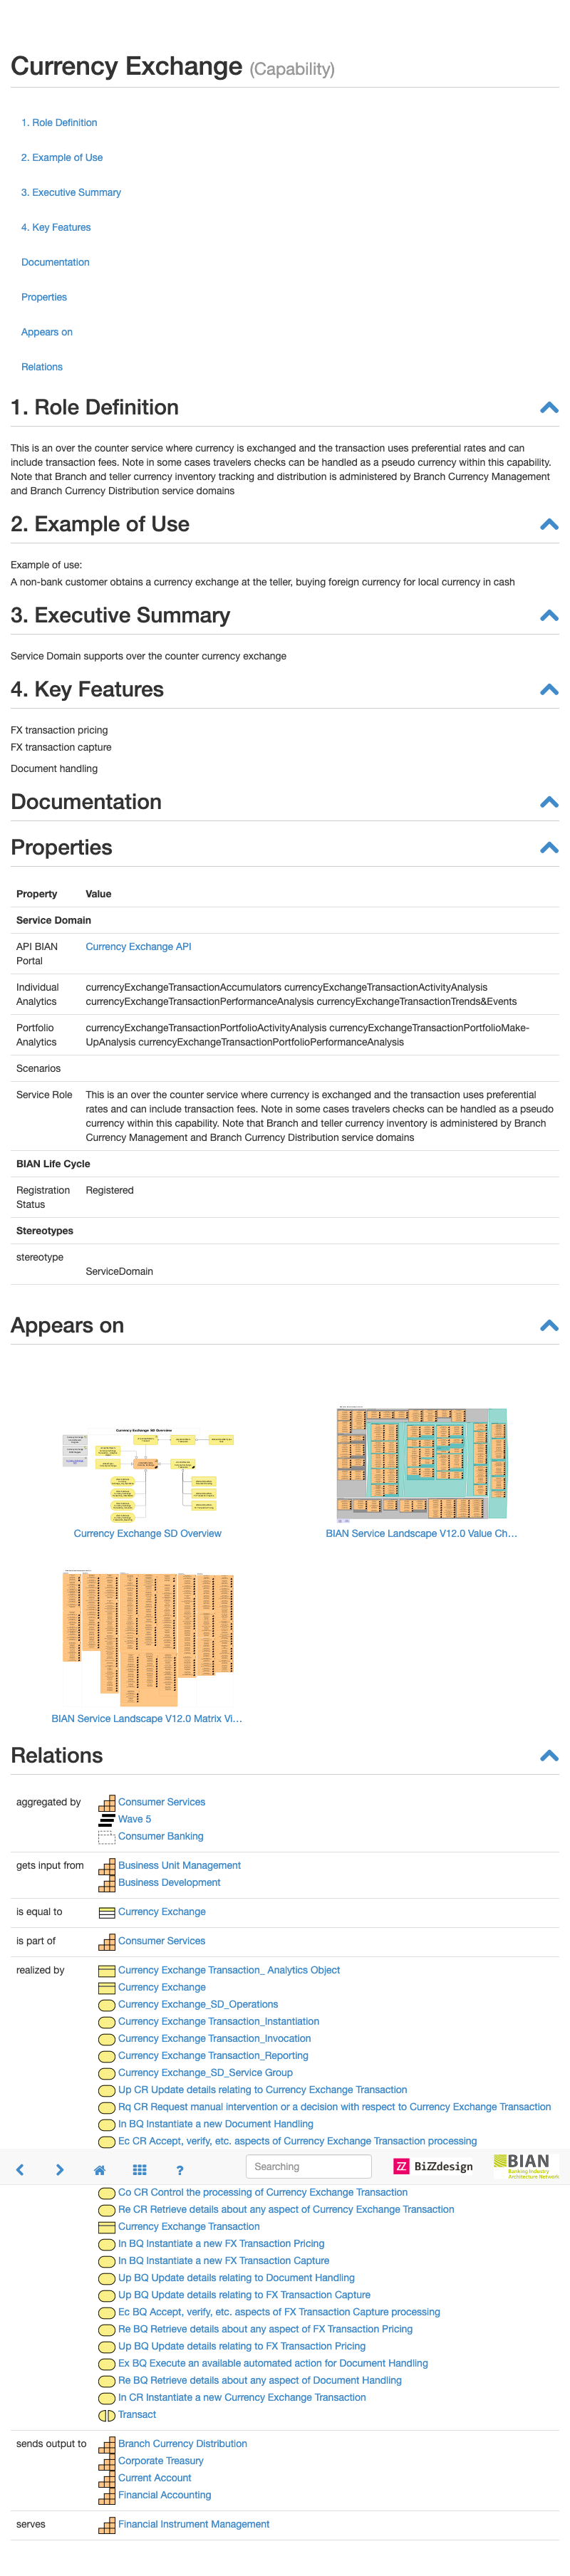 Currency Exchange (Capability)
1. Role Definition
2. Example of Use
3. Executive Summary
4. Key Features
Documentation
Properties
Appears on
Relations
1. Role Definition
This is an over the counter service where currency is exchanged and the transaction uses preferential rates and can
include transaction fees. Note in some cases travelers checks can be handled as a pseudo currency within this capability.
Note that Branch and teller currency inventory tracking and distribution is administered by Branch Currency Management
and Branch Currency Distribution service domains
2. Example of Use
Example of use:
A non-bank customer obtains a currency exchange at the teller, buying foreign currency for local currency in cash
3. Executive Summary
Service Domain supports over the counter currency exchange
4. Key Features
FX transaction pricing
FX transaction capture
Document handling
Documentation
Properties
Property Value
Service Domain
API BIAN Currency Exchange API
Portal
Individual currencyExchangeTransactionAccumulators currencyExchangeTransactionActivityAnalysis
Analytics currencyExchangeTransactionPerformanceAnalysis currencyExchangeTransactionTrends&Events
Portfolio currencyExchangeTransactionPortfolioActivityAnalysis currencyExchangeTransactionPortfolioMake-
Analytics UpAnalysis currencyExchangeTransactionPortfolioPerformanceAnalysis
Scenarios
Service Role This is an over the counter service where currency is exchanged and the transaction uses preferential
rates and can include transaction fees. Note in some cases travelers checks can be handled as a pseudo
currency within this capability. Note that Branch and teller currency inventory is administered by Branch
Currency Management and Branch Currency Distribution service domains
BIAN Life Cycle
Registration Registered
Status
Stereotypes
stereotype
ServiceDomain
Appears on
Currency Exchange SD Overview
Currency Exchange SD Overview
BIAN Service Landscape V12.0 Value Ch...
BIAN Service Landscape V12.0 Matrix Vi...
Relations
aggregated by Consumer Services
Wave 5
Consumer Banking
gets input from Business Unit Management
Business Development
is equal to Currency Exchange
is part of Consumer Services
realized by Currency Exchange Transaction_ Analytics Object
Currency Exchange
Currency Exchange_SD_Operations
Currency Exchange Transaction_Instantiation
Currency Exchange Transaction_Invocation
Currency Exchange Transaction_Reporting
Currency Exchange_SD_Service Group
Up CR Update details relating to Currency Exchange Transaction
Rq CR Request manual intervention or a decision with respect to Currency Exchange Transaction
In BQ Instantiate a new Document Handling
Ec CR Accept, verify, etc. aspects of Currency Exchange Transaction processing
? Searching BiZZdesign BIAN
Banking Industry
Architecture Network
Co CR Control the processing of Currency Exchange Transaction
Re CR Retrieve details about any aspect of Currency Exchange Transaction
Currency Exchange Transaction
In BQ Instantiate a new FX Transaction Pricing
In BQ Instantiate a new FX Transaction Capture
Up BQ Update details relating to Document Handling
Up BQ Update details relating to FX Transaction Capture
Ec BQ Accept, verify, etc. aspects of FX Transaction Capture processing
Re BQ Retrieve details about any aspect of FX Transaction Pricing
Up BQ Update details relating to FX Transaction Pricing
Ex BQ Execute an available automated action for Document Handling
Re BQ Retrieve details about any aspect of Document Handling
In CR Instantiate a new Currency Exchange Transaction
Transact
sends output to Branch Currency Distribution
Corporate Treasury
Current Account
Financial Accounting
serves Financial Instrument Management